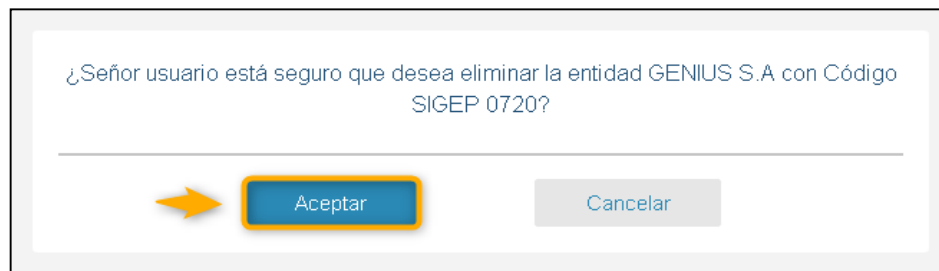 ¿Señor usuario está seguro que desea eliminar la entidad GENIUS S.A con Código
SIGEP 0720?
Aceptar
Cancelar